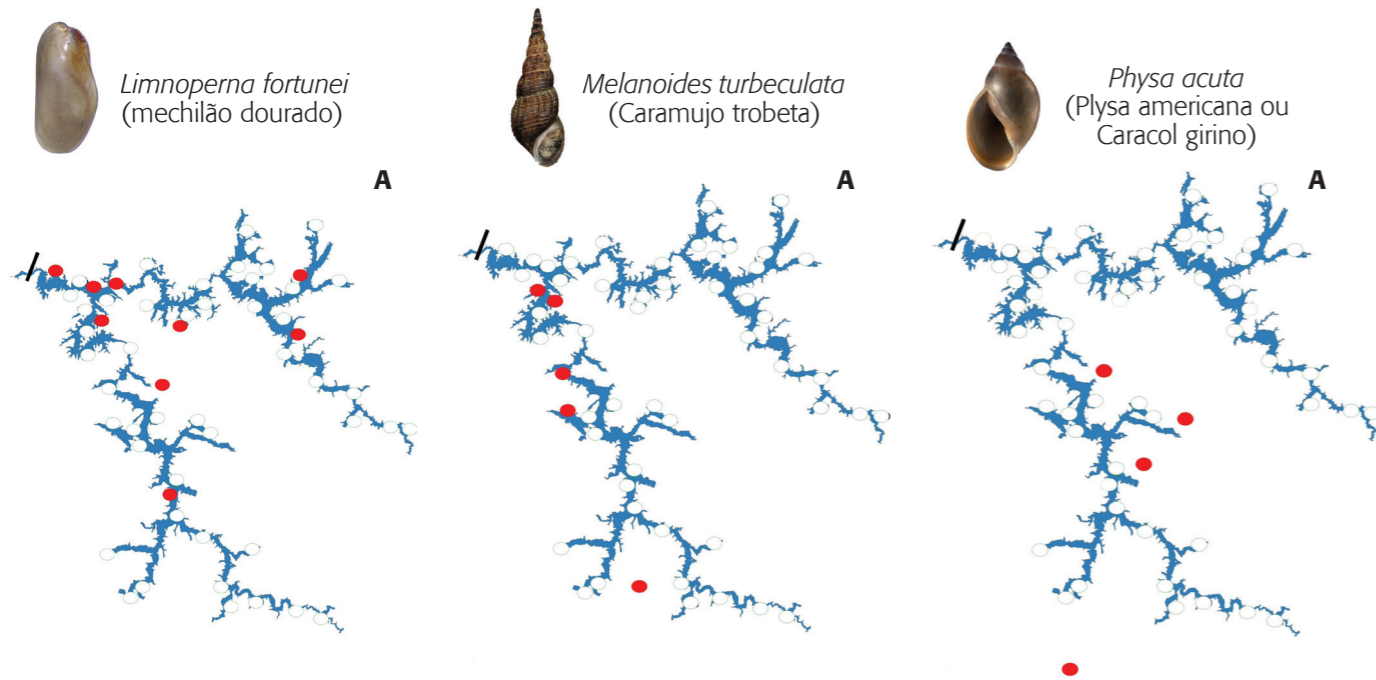 Limnoperna fortunei
(mechilão dourado)
A
Melanoides turbeculata
(Caramujo trobeta)
A
Physa acuta
(Plysa americana ou
Caracol girino)
A